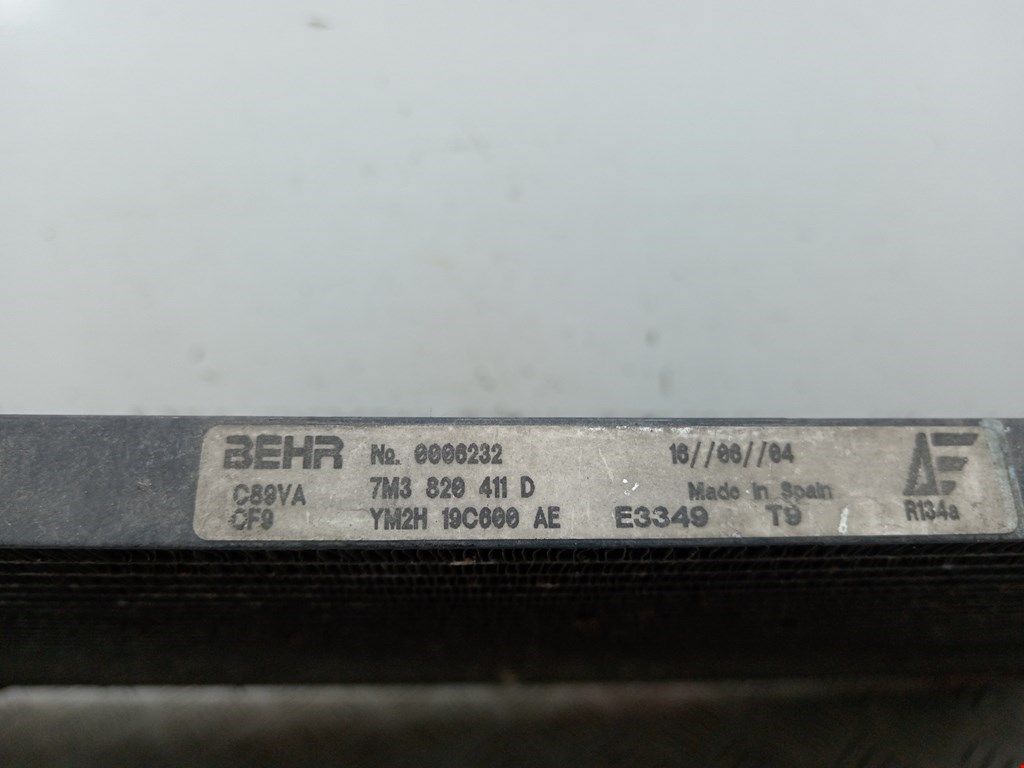 BEHR No. 0006232 16//06//04
C89VA 7M3 820 411 D Made in Spain
CF9 YM2H 19C600 AE E3349 T9 R134a